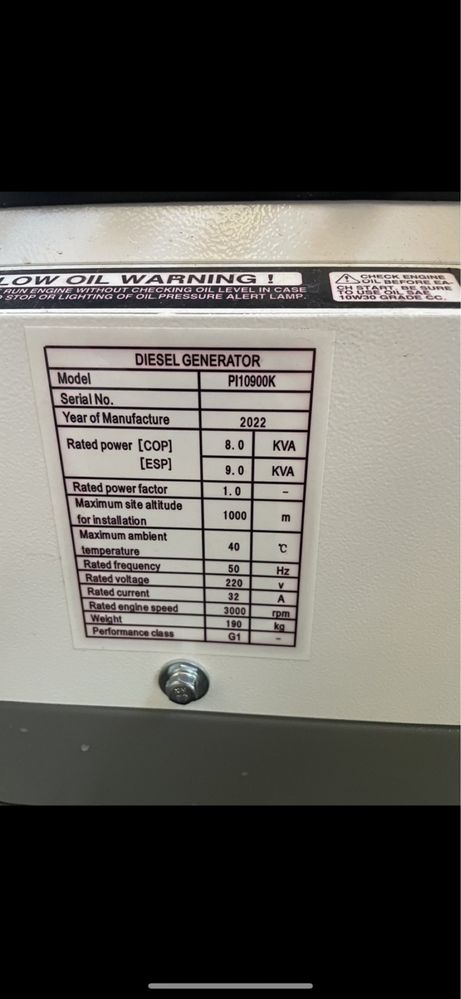 LOW OIL WARNING !
RUN ENGINE WITHOUT CHECKING OIL LEVEL IN CASE
STOP OR LIGHTING OF OIL PRESSURE ALERT LAMP.
CHECK ENGINE
OIL BEFORE EA-
CH START. BE SURE
TO USE OIL SAE
10W30 GRADE CC.
DIESEL GENERATOR
Model PI10900K
Serial No.
Year of Manufacture 2022
Rated power [COP] 8.0 KVA
[ESP] 9.0 KVA
Rated power factor 1.0 –
Maximum site altitude
for installation 1000 m
Maximum ambient
temperature 40 ℃
Rated frequency 50 Hz
Rated voltage 220 V
Rated current 32 A
Rated engine speed 3000 rpm
Weight 190 kg
Performance class G1 –